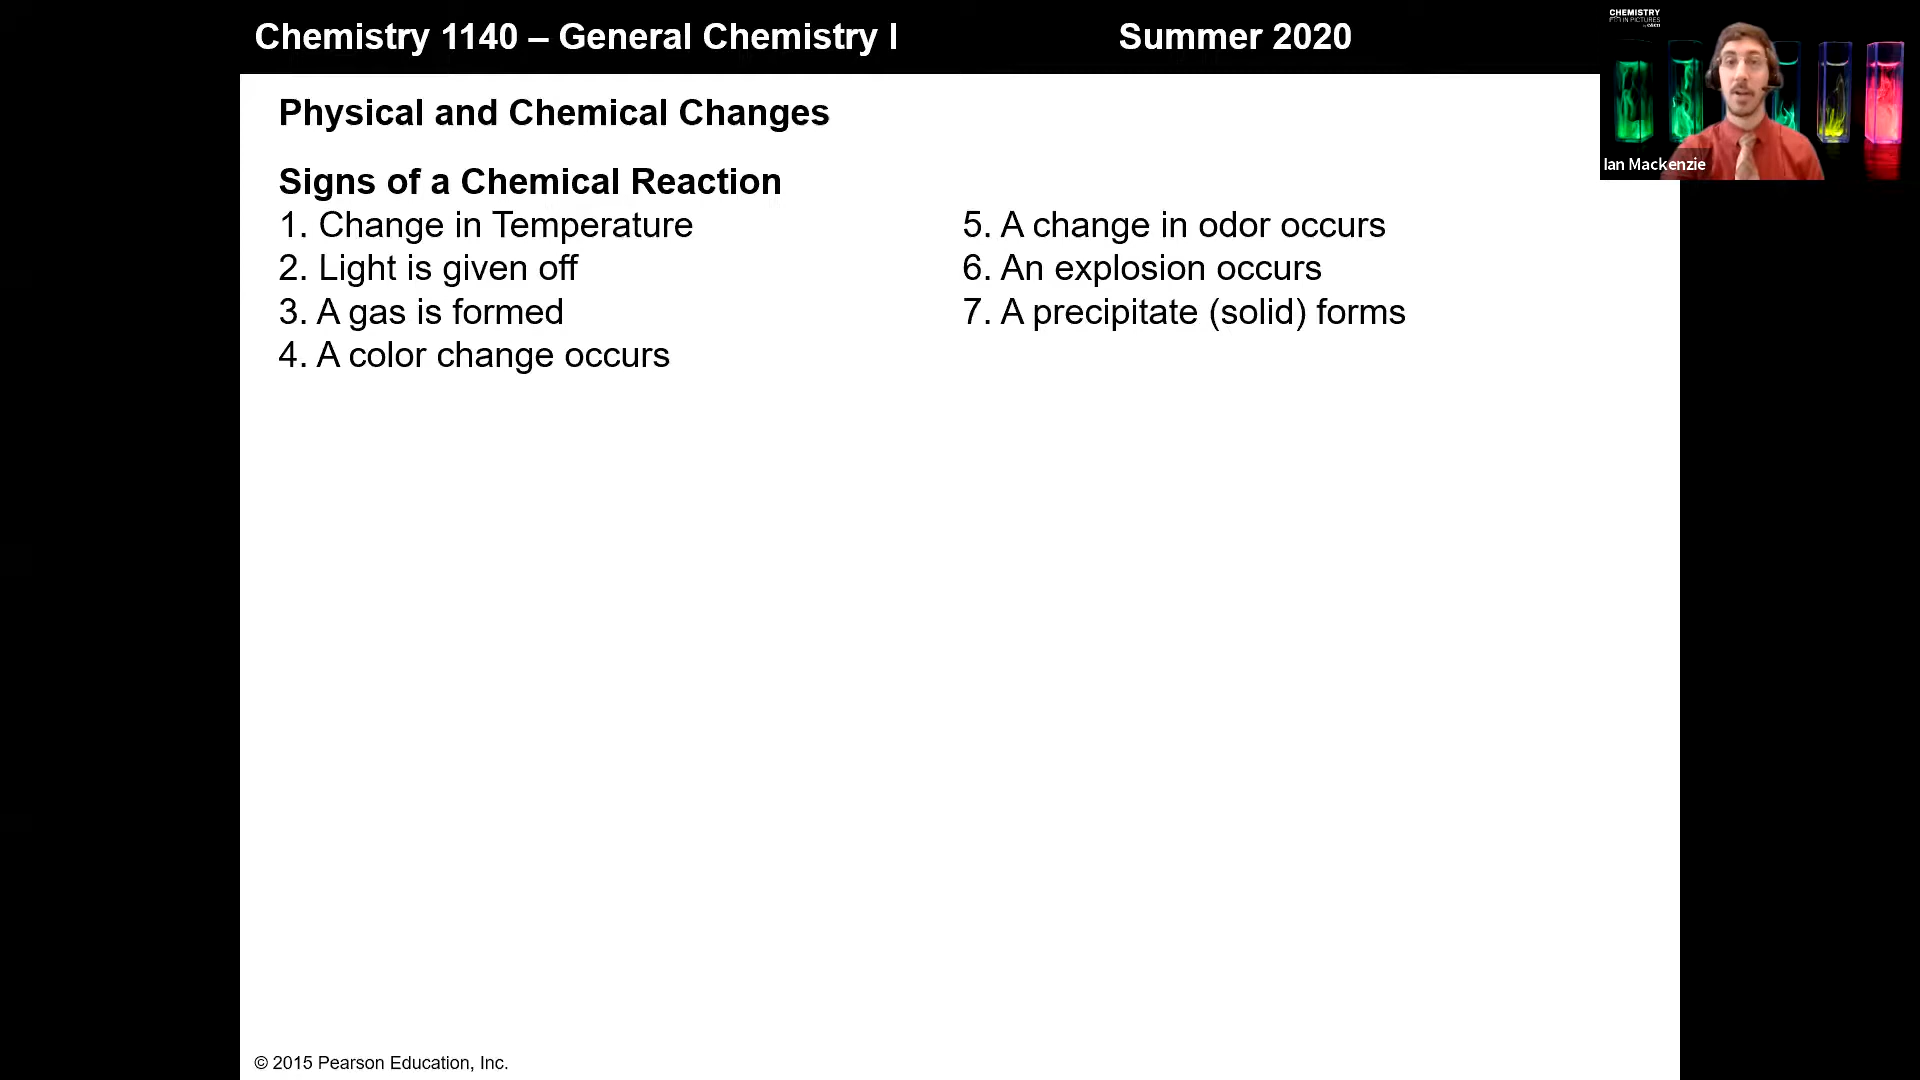 Chemistry 1140 – General Chemistry I
Summer 2020
CHEMISTRY
IN PICTURES
Ian Mackenzie
Physical and Chemical Changes
Signs of a Chemical Reaction
1. Change in Temperature
2. Light is given off
3. A gas is formed
4. A color change occurs
5. A change in odor occurs
6. An explosion occurs
7. A precipitate (solid) forms
© 2015 Pearson Education, Inc.